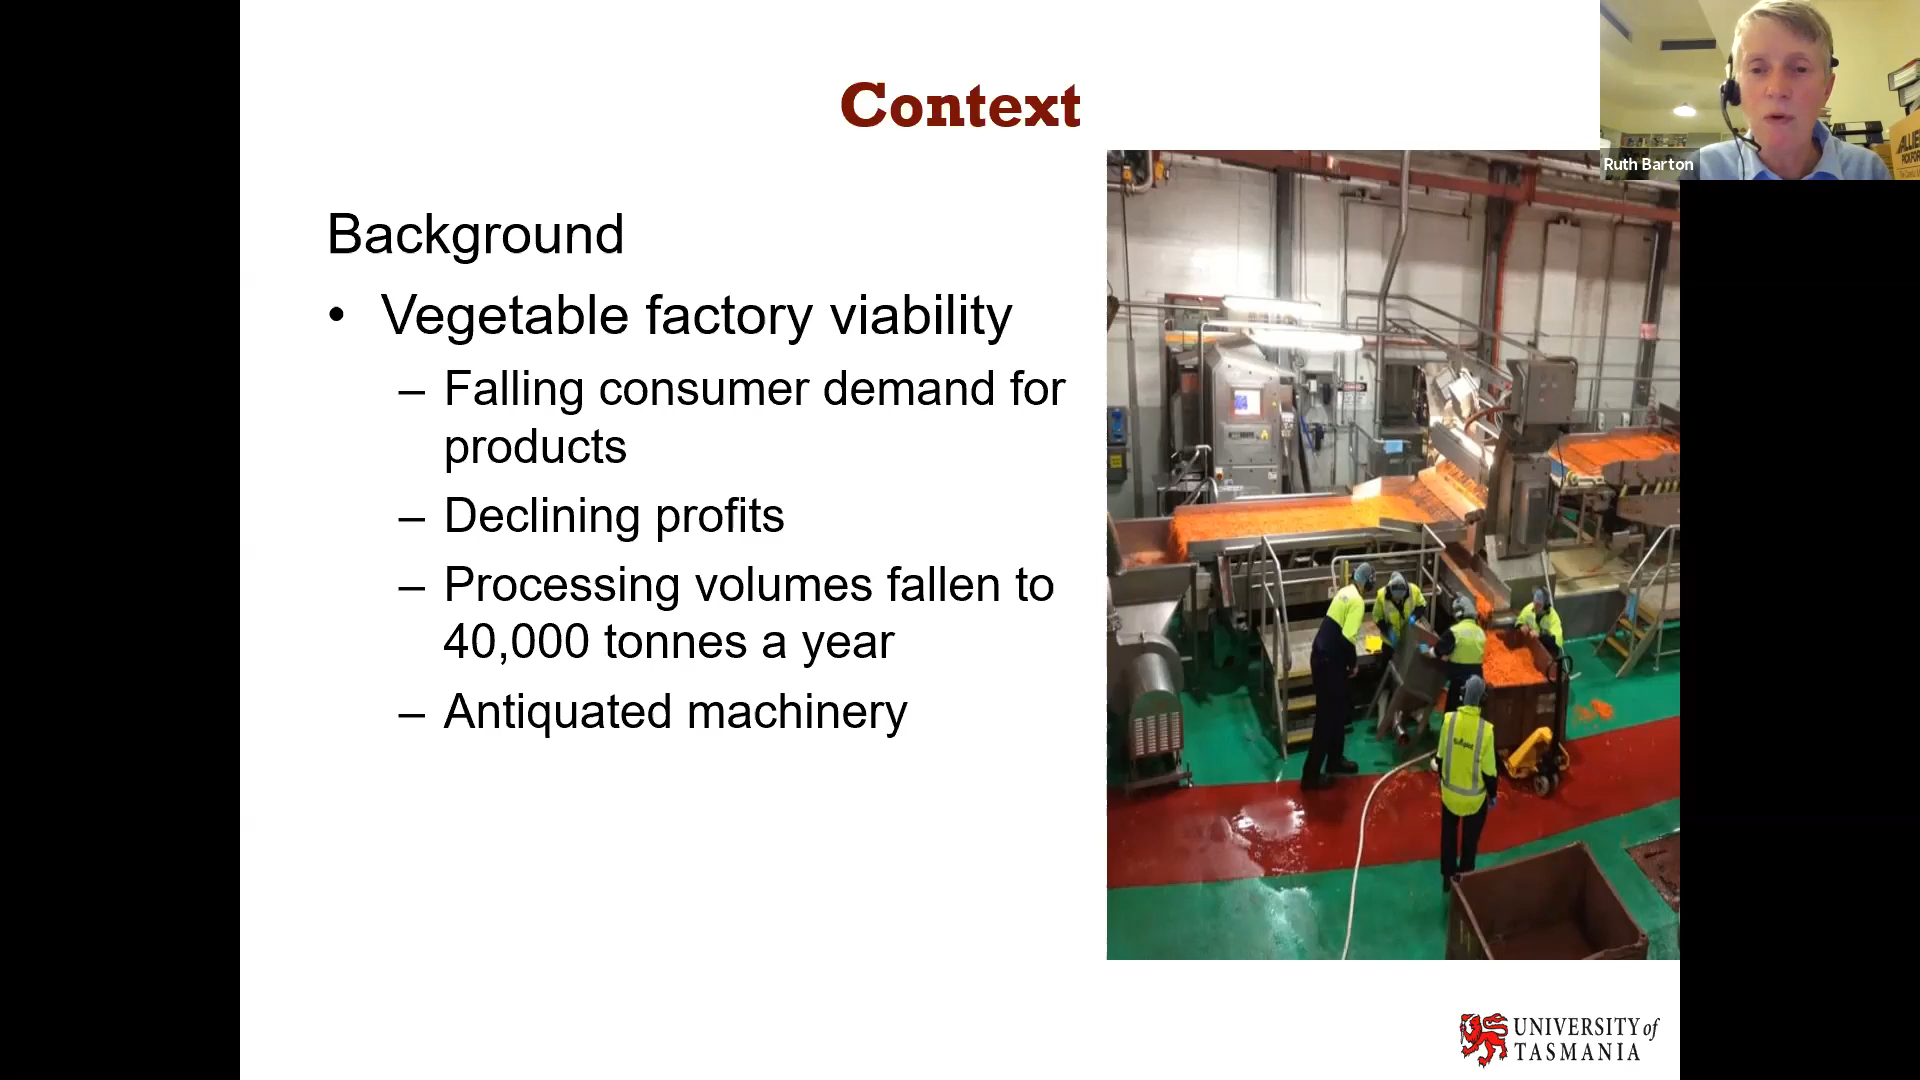 Context
Ruth Barton
Background
• Vegetable factory viability
– Falling consumer demand for
products
– Declining profits
– Processing volumes fallen to
40,000 tonnes a year
– Antiquated machinery
UNIVERSITY of
TASMANIA